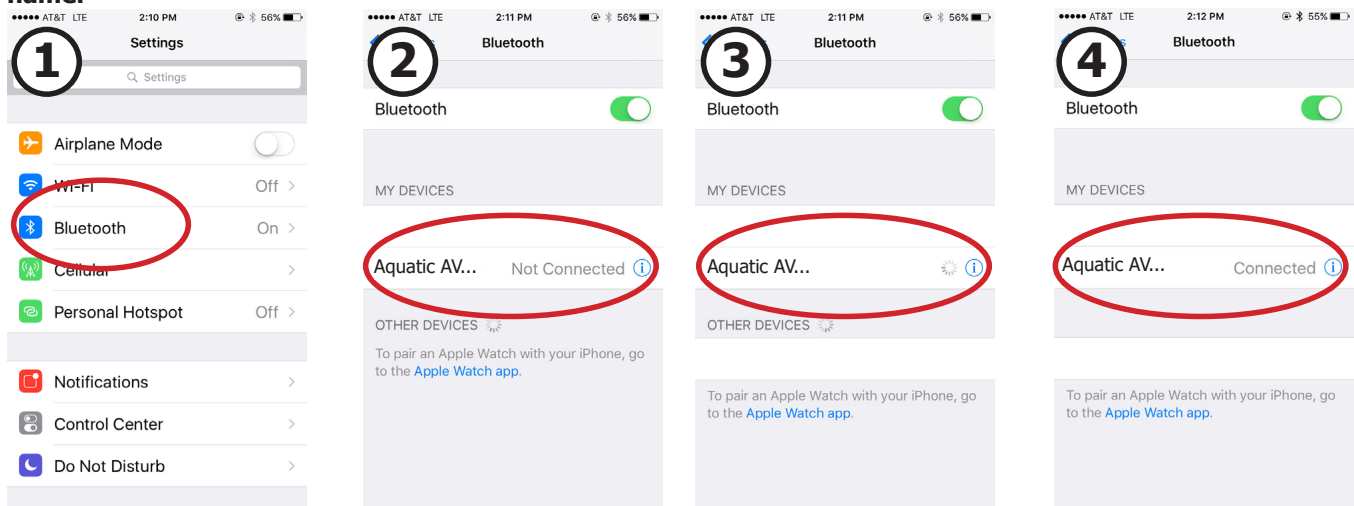 AT&T LTE 2:10 PM 56%
1
Settings
Settings
Airplane Mode
Wi-Fi Off
Bluetooth On
Cellular
Personal Hotspot Off
Notifications
Control Center
Do Not Disturb
AT&T LTE 2:11 PM 56%
2
Bluetooth
Bluetooth
MY DEVICES
Aquatic AV... Not Connected
OTHER DEVICES
To pair an Apple Watch with your iPhone, go
to the Apple Watch app.
AT&T LTE 2:11 PM 56%
3
Bluetooth
Bluetooth
MY DEVICES
Aquatic AV...
OTHER DEVICES
To pair an Apple Watch with your iPhone, go
to the Apple Watch app.
AT&T LTE 2:12 PM 55%
4
Bluetooth
Bluetooth
MY DEVICES
Aquatic AV... Connected
To pair an Apple Watch with your iPhone, go
to the Apple Watch app.